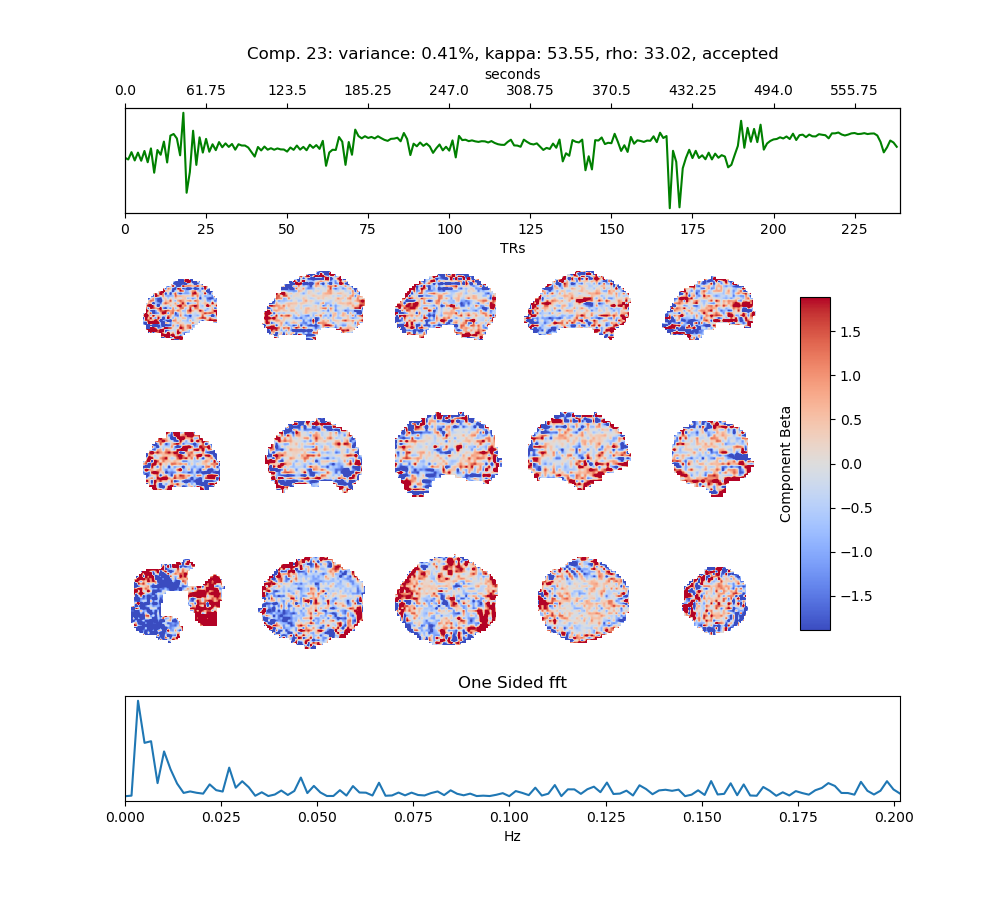 Comp. 23: variance: 0.41%, kappa: 53.55, rho: 33.02, accepted
seconds
0.0 61.75 123.5 185.25 247.0 308.75 370.5 432.25 494.0 555.75
0 25 50 75 100 125 150 175 200 225
TRs
1.5
1.0
0.5
0.0
−0.5
−1.0
−1.5
Component Beta
One Sided fft
0.000 0.025 0.050 0.075 0.100 0.125 0.150 0.175 0.200
Hz